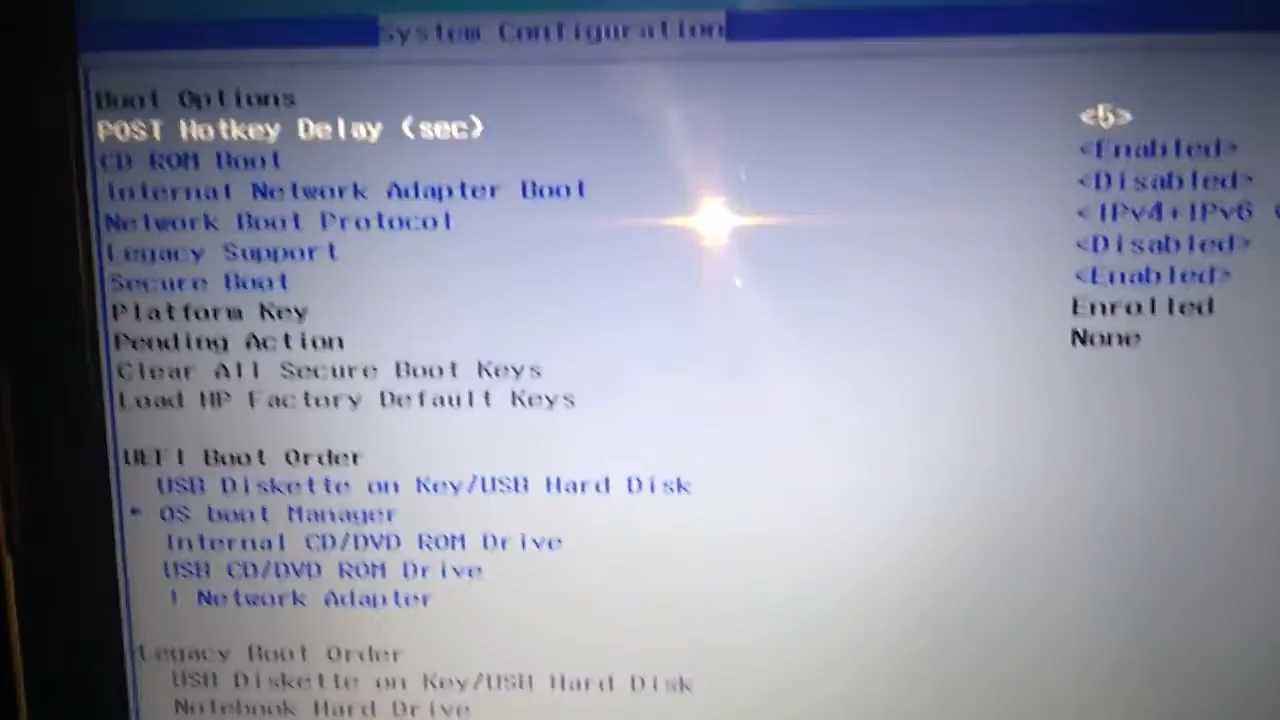 System Configuration
Boot Options
POST Hotkey Delay (sec) <5>
CD-ROM Boot <Enabled>
Internal Network Adapter Boot <Disabled>
Network Boot Protocol <IPv4+IPv6
Legacy Support <Disabled>
Secure Boot <Enabled>
Platform Key Enrolled
Pending Action None
Clear All Secure Boot Keys
Load HP Factory Default Keys
UEFI Boot Order
USB Diskette on Key/USB Hard Disk
* OS boot Manager
Internal CD/DVD ROM Drive
USB CD/DVD ROM Drive
! Network Adapter
Legacy Boot Order
USB Diskette on Key/USB Hard Disk
Notebook Hard Drive